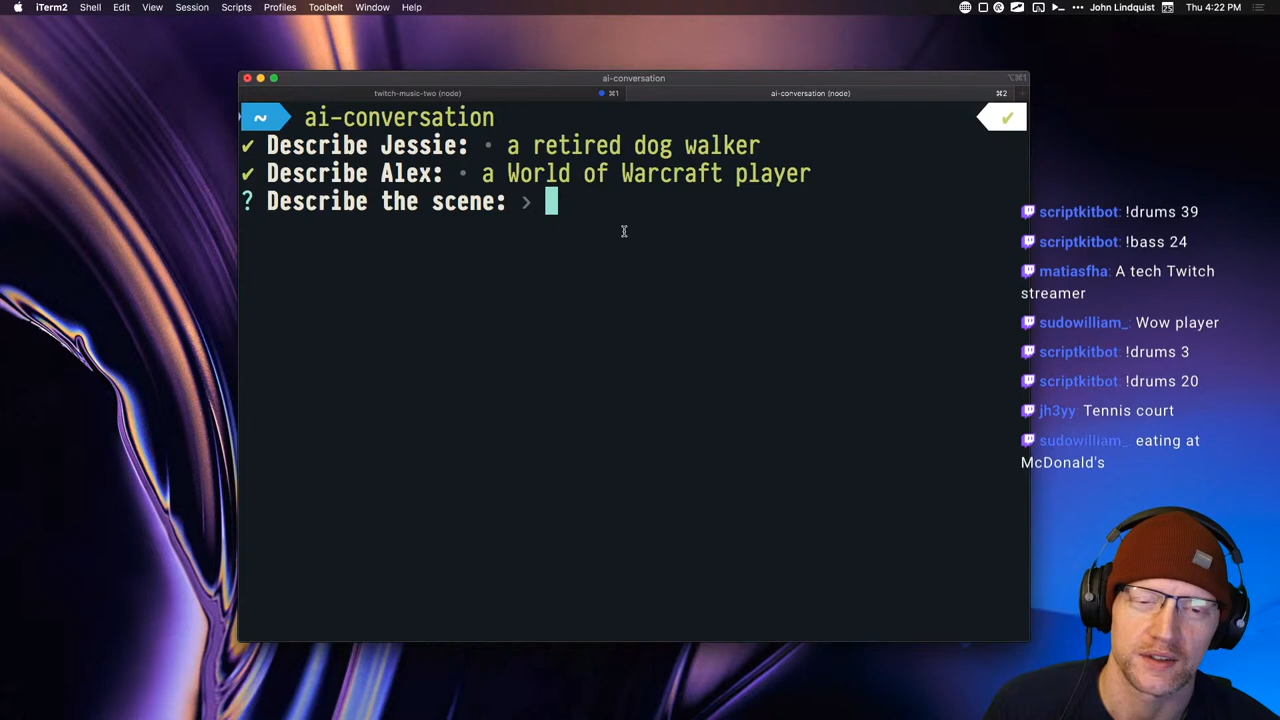 iTerm2 Shell Edit View Session Scripts Profiles Toolbelt Window Help John Lindquist Thu 4:22 PM
ai-conversation ⌥⌘1
twitch-music-two (node) ⌘1 ai-conversation (node) ⌘2
~ ai-conversation ✔
✔ Describe Jessie: · a retired dog walker
✔ Describe Alex: · a World of Warcraft player
? Describe the scene: ›
scriptkitbot: !drums 39
scriptkitbot: !bass 24
matiasfha: A tech Twitch
streamer
sudowilliam_: Wow player
scriptkitbot: !drums 3
scriptkitbot: !drums 20
jh3yy: Tennis court
sudowilliam_: eating at
McDonald's